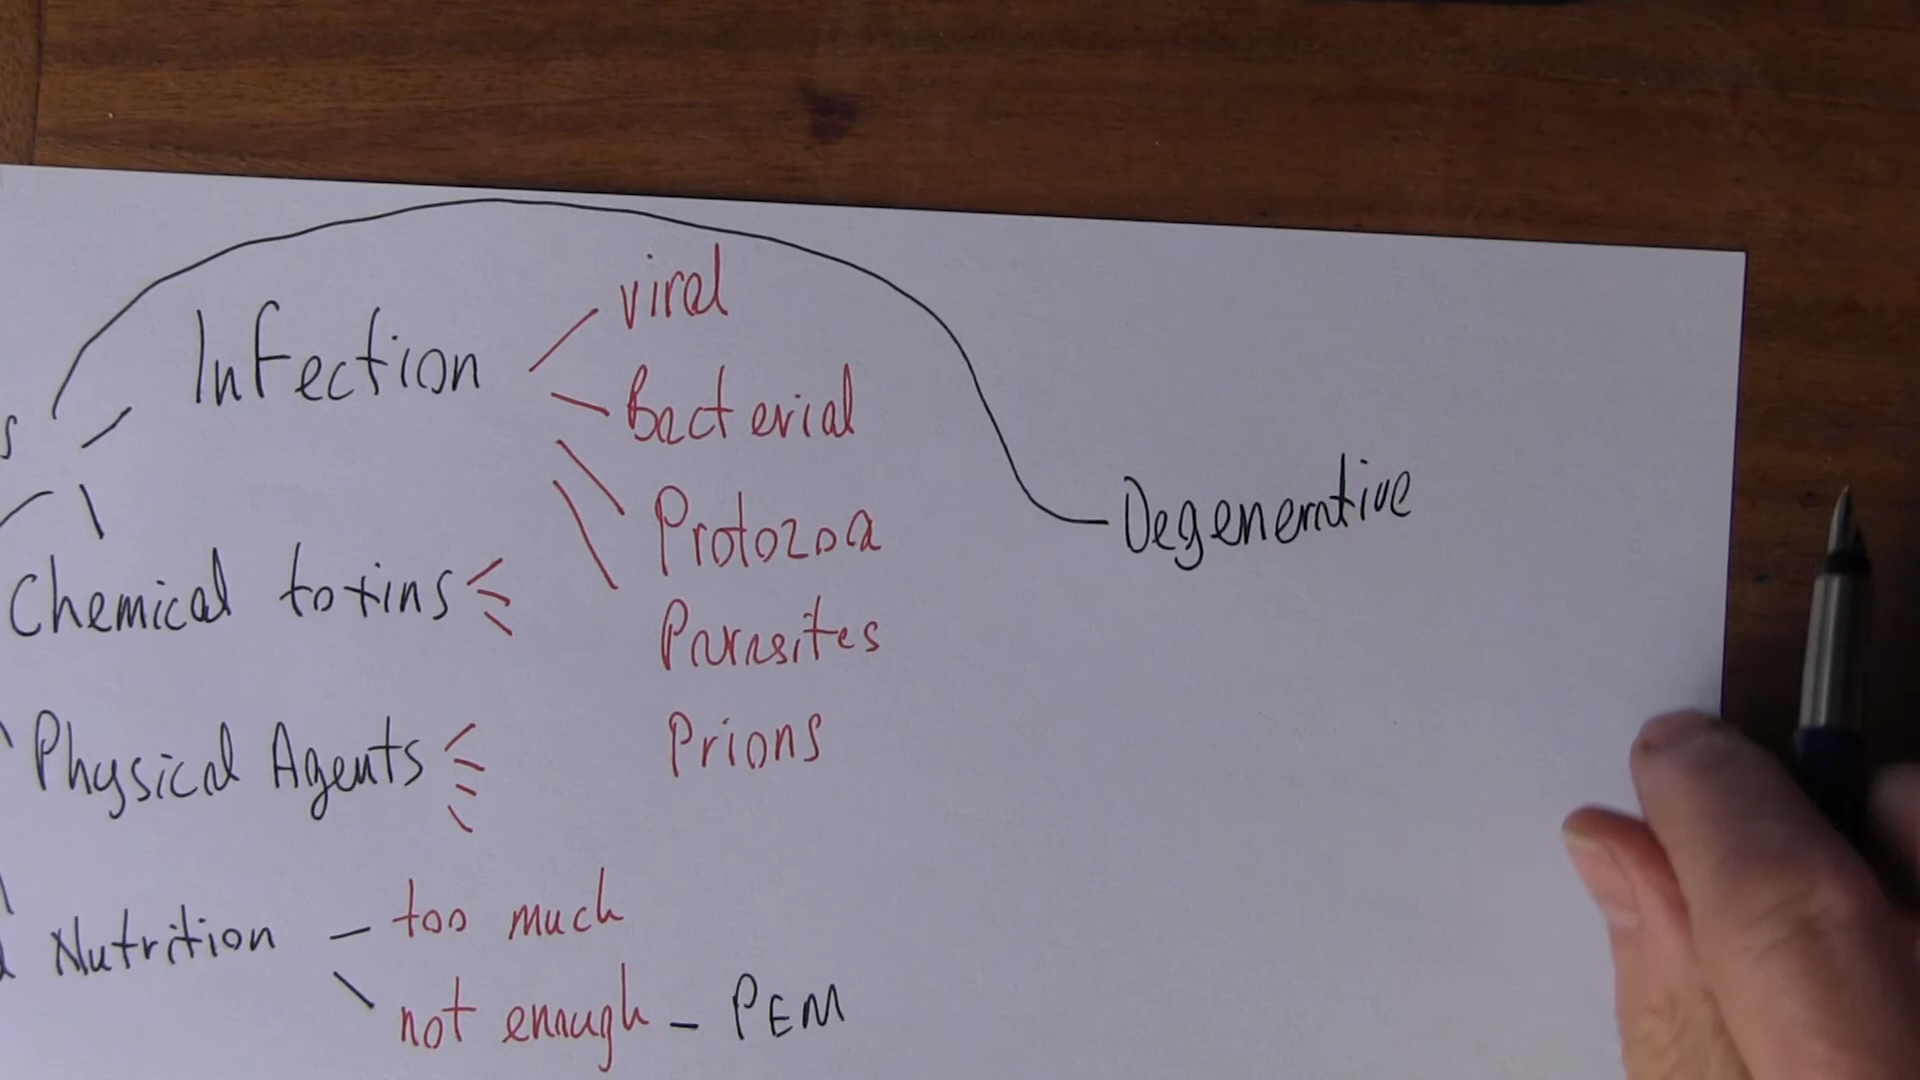 Infection
viral
Bacterial
Protozoa
Parasites
Prions
Degenerative
Chemical toxins
Physical Agents
Nutrition - too much
not enough - PEM